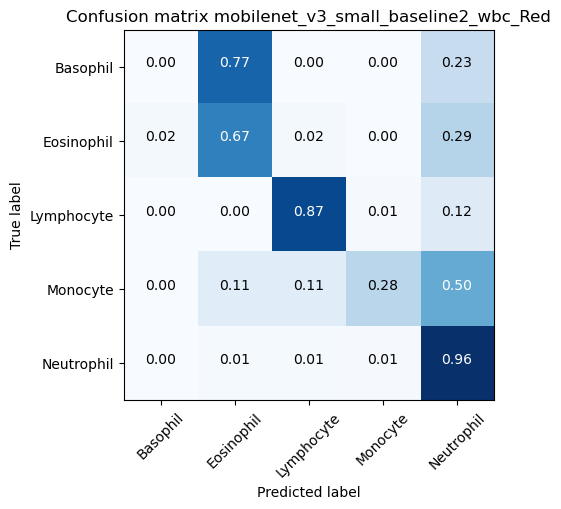 Confusion matrix mobilenet_v3_small_baseline2_wbc_Red
Basophil 0.00 0.77 0.00 0.00 0.23
Eosinophil 0.02 0.67 0.02 0.00 0.29
Lymphocyte 0.00 0.00 0.87 0.01 0.12
Monocyte 0.00 0.11 0.11 0.28 0.50
Neutrophil 0.00 0.01 0.01 0.01 0.96
True label
Basophil Eosinophil Lymphocyte Monocyte Neutrophil
Predicted label